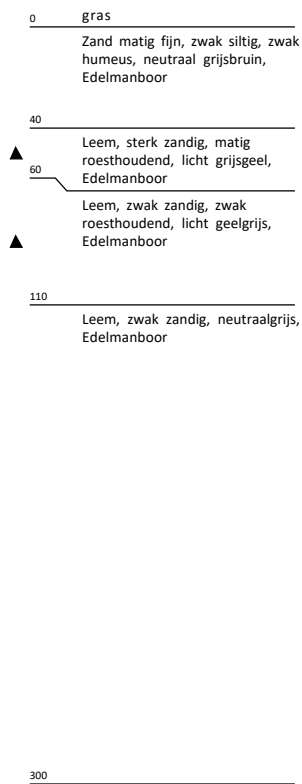 0
gras
Zand matig fijn, zwak siltig, zwak
humeus, neutraal grijsbruin,
Edelmanboor
40
Leem, sterk zandig, matig
roesthoudend, licht grijsgeel,
Edelmanboor
60
Leem, zwak zandig, zwak
roesthoudend, licht geelgrijs,
Edelmanboor
110
Leem, zwak zandig, neutraalgrijs,
Edelmanboor
300